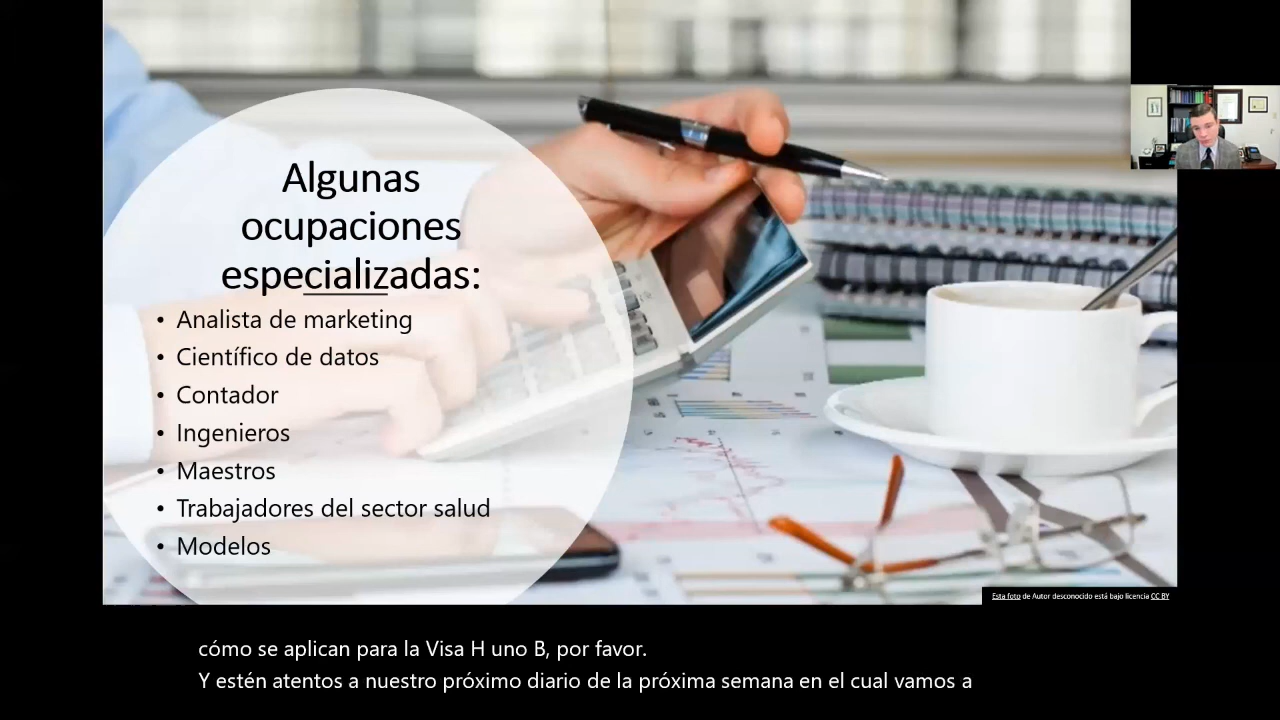 Algunas
ocupaciones
especializadas:
• Analista de marketing
• Científico de datos
• Contador
• Ingenieros
• Maestros
• Trabajadores del sector salud
• Modelos
Esta foto de Autor desconocido está bajo licencia CC BY
cómo se aplican para la Visa H uno B, por favor.
Y estén atentos a nuestro próximo diario de la próxima semana en el cual vamos a